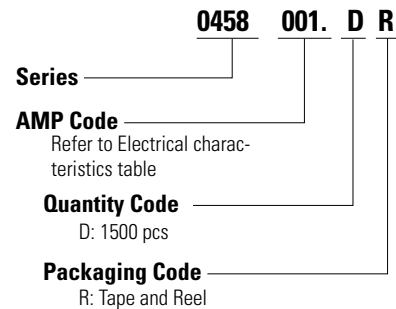 0458 001. D R
Series
AMP Code
Refer to Electrical charac-
teristics table
Quantity Code
D: 1500 pcs
Packaging Code
R: Tape and Reel